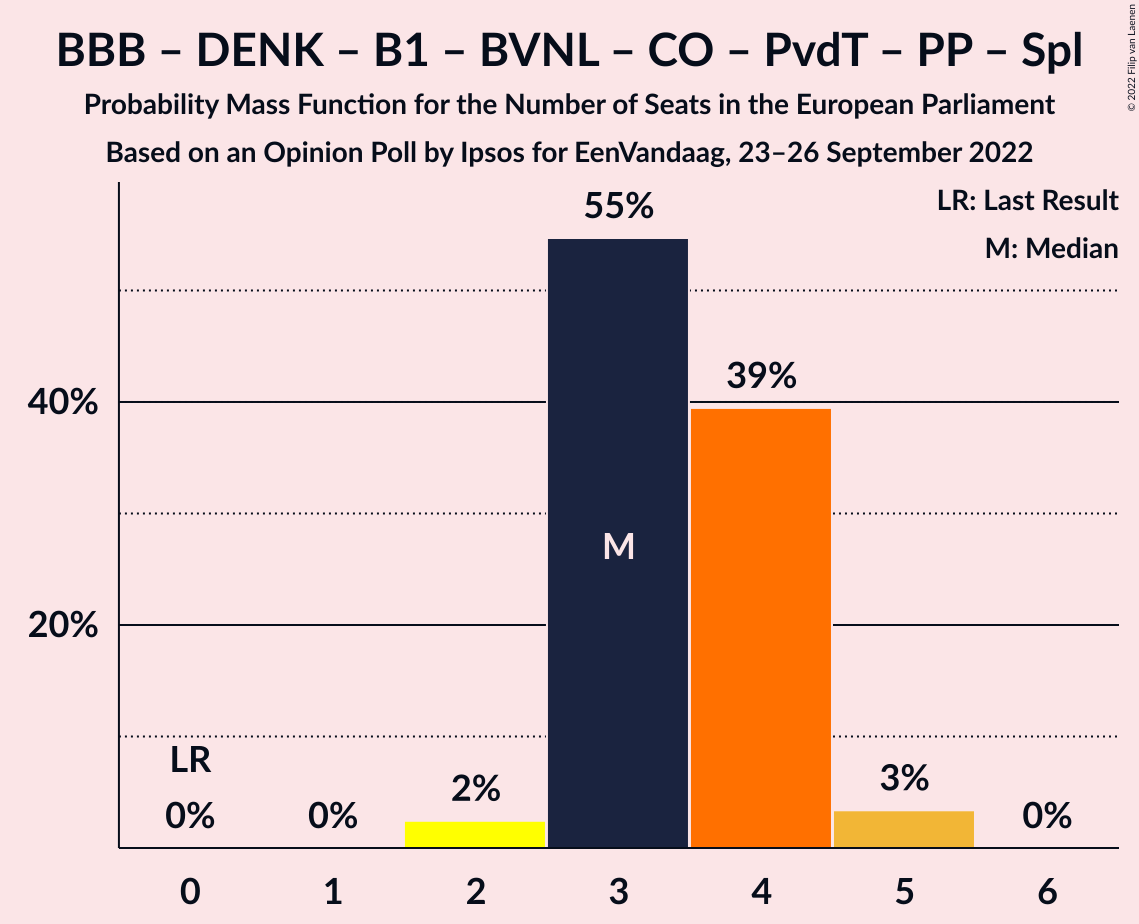 BBB – DENK – B1 – BVNL – CO – PvdT – PP – Spl
Probability Mass Function for the Number of Seats in the European Parliament
Based on an Opinion Poll by Ipsos for EenVandaag, 23–26 September 2022
© 2022 Filip van Laenen
LR: Last Result
M: Median
55%
39%
40%
M
20%
LR
0%
0%
2%
3%
0%
0 1 2 3 4 5 6